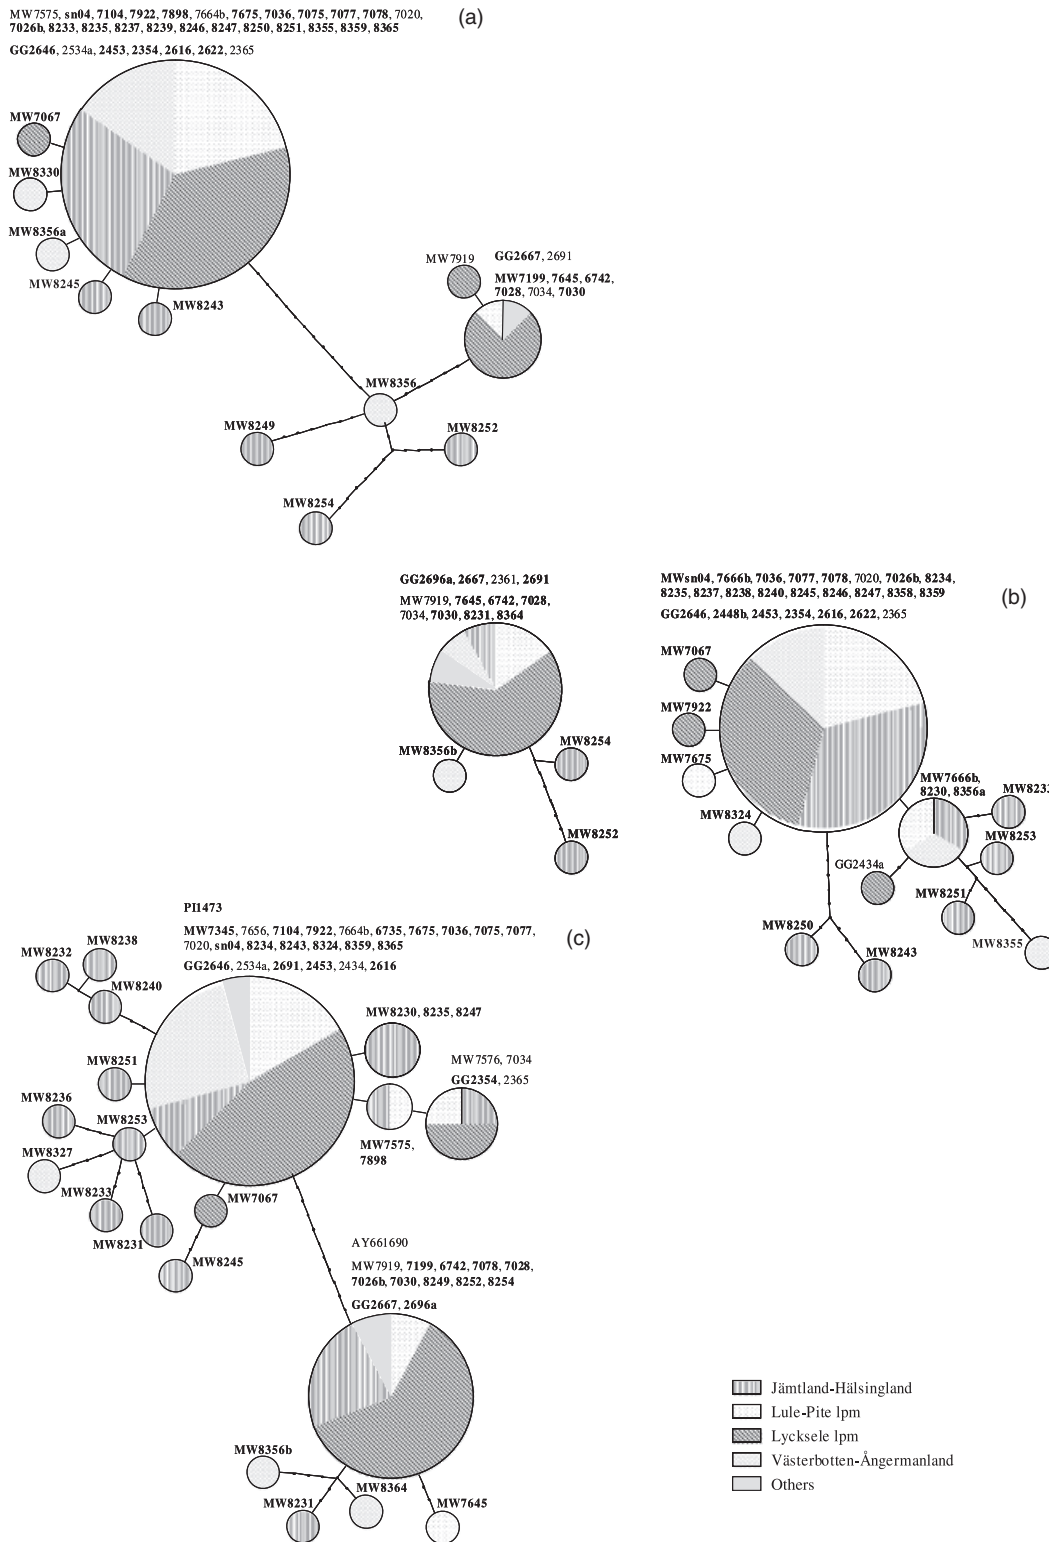 MW7575, sn04, 7104, 7922, 7898, 7664b, 7675, 7036, 7075, 7077, 7078, 7020,
7026b, 8233, 8235, 8237, 8239, 8246, 8247, 8250, 8251, 8355, 8359, 8365
(a)
GG2646, 2534a, 2453, 2354, 2616, 2622, 2365
MW7067
MW8330
MW8356a
MW8245
MW8243
MW7919
GG2667, 2691
MW7199, 7645, 6742,
7028, 7034, 7030
MW8356
MW8249
MW8252
MW8254
GG2696a, 2667, 2361, 2691
MW7919, 7645, 6742, 7028,
7034, 7030, 8231, 8364
MW8356b
MW8254
MW8252
MWsn04, 7666b, 7036, 7077, 7078, 7020, 7026b, 8234,
8235, 8237, 8238, 8240, 8245, 8246, 8247, 8358, 8359
(b)
GG2646, 2448b, 2453, 2354, 2616, 2622, 2365
MW7067
MW7922
MW7675
MW8324
MW7666b,
8230, 8356a
MW8233
MW8253
GG2434a
MW8251
MW8355
MW8250
MW8243
PI1473
MW7345, 7656, 7104, 7922, 7664b, 6735, 7675, 7036, 7075, 7077,
7020, sn04, 8234, 8243, 8324, 8359, 8365
(c)
GG2646, 2534a, 2691, 2453, 2434, 2616
MW8238
MW8232
MW8240
MW8251
MW8236
MW8253
MW8327
MW8233
MW8231
MW7067
MW8245
MW8230, 8235, 8247
MW7576, 7034
GG2354, 2365
MW7575,
7898
AY661690
MW7919, 7199, 6742, 7078, 7028,
7026b, 7030, 8249, 8252, 8254
GG2667, 2696a
MW8356b
MW8231
MW8364
MW7645
Jämtland-Hälsingland
Lule-Pite lpm
Lycksele lpm
Västerbotten-Ångermanland
Others